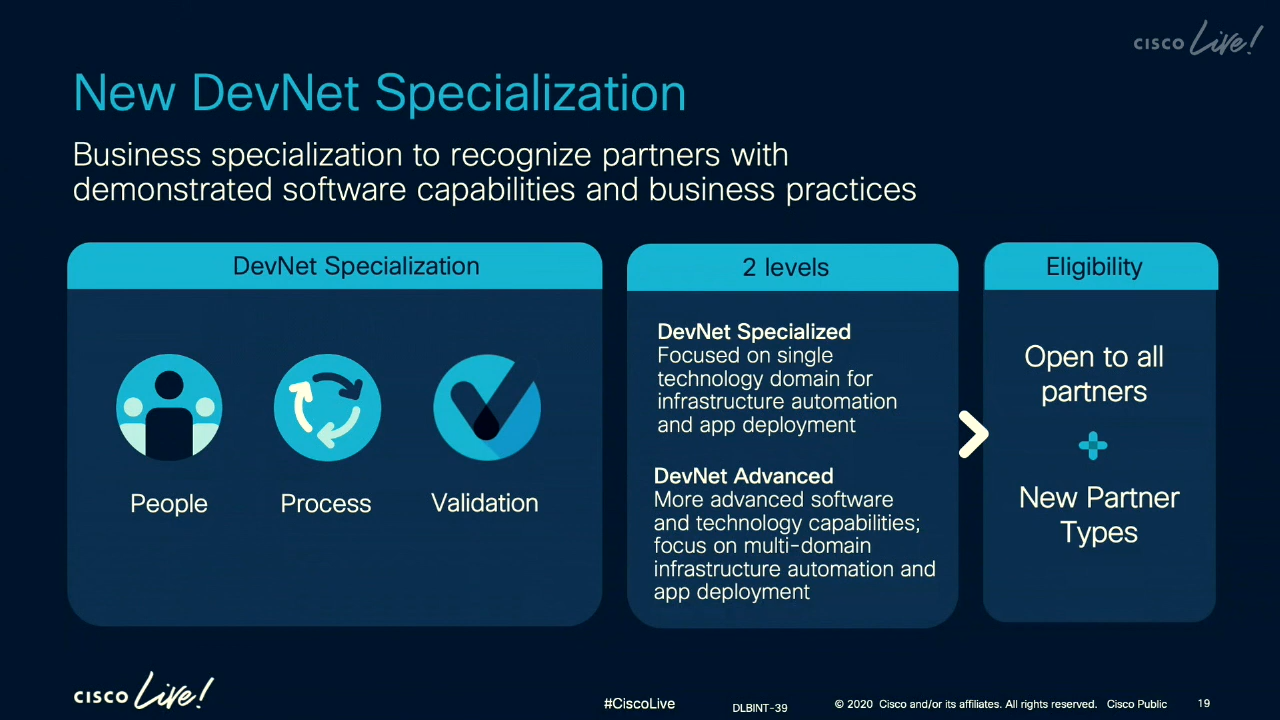 CISCO Live!
New DevNet Specialization
Business specialization to recognize partners with
demonstrated software capabilities and business practices
DevNet Specialization
People
Process
Validation
2 levels
DevNet Specialized
Focused on single
technology domain for
infrastructure automation
and app deployment
DevNet Advanced
More advanced software
and technology capabilities;
focus on multi-domain
infrastructure automation and
app deployment
Eligibility
Open to all
partners
New Partner
Types
CISCO Live!
#CiscoLive
DLBINT-39
© 2020 Cisco and/or its affiliates. All rights reserved. Cisco Public
19